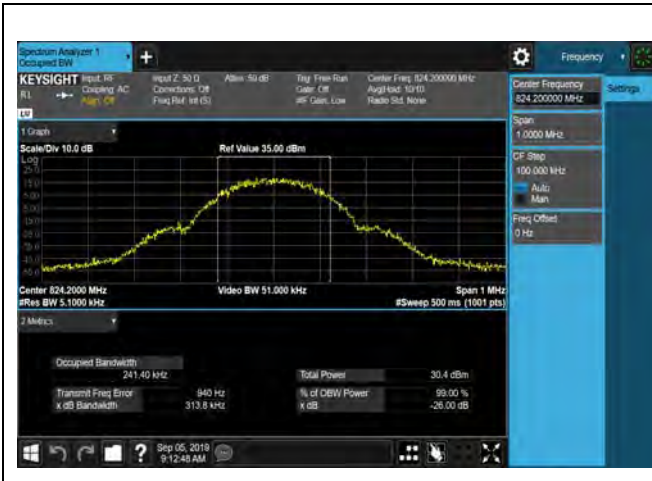 Spectrum Analyzer 1
Occupied BW
+
Frequency
KEYSIGHT Input: RF
Coupling: AC
Align: Off
Input Z: 50 Ω
Corrections: Off
Freq Ref: Int (S)
Atten: 50 dB
Trig: Free Run
Gate: Off
#IF Gain: Low
Center Freq: 824.200000 MHz
Avg|Hold: 10/10
Radio Std: None
1 Graph
Scale/Div 10.0 dB
Ref Value 35.00 dBm
Log
25.0
15.0
5.00
Center 824.2000 MHz
#Res BW 5.1000 kHz
Video BW 51.000 kHz
Span 1 MHz
#Sweep 500 ms (1001 pts)
2 Metrics
Occupied Bandwidth
241.40 kHz
Transmit Freq Error 940 Hz
x dB Bandwidth 313.8 kHz
Total Power 30.4 dBm
% of OBW Power 99.00 %
x dB -26.00 dB
Center Frequency
824.200000 MHz
Settings
Span
1.0000 MHz
CF Step
100.000 kHz
Auto
Man
Freq Offset
0 Hz
?
Sep 05, 2019
9:12:48 AM